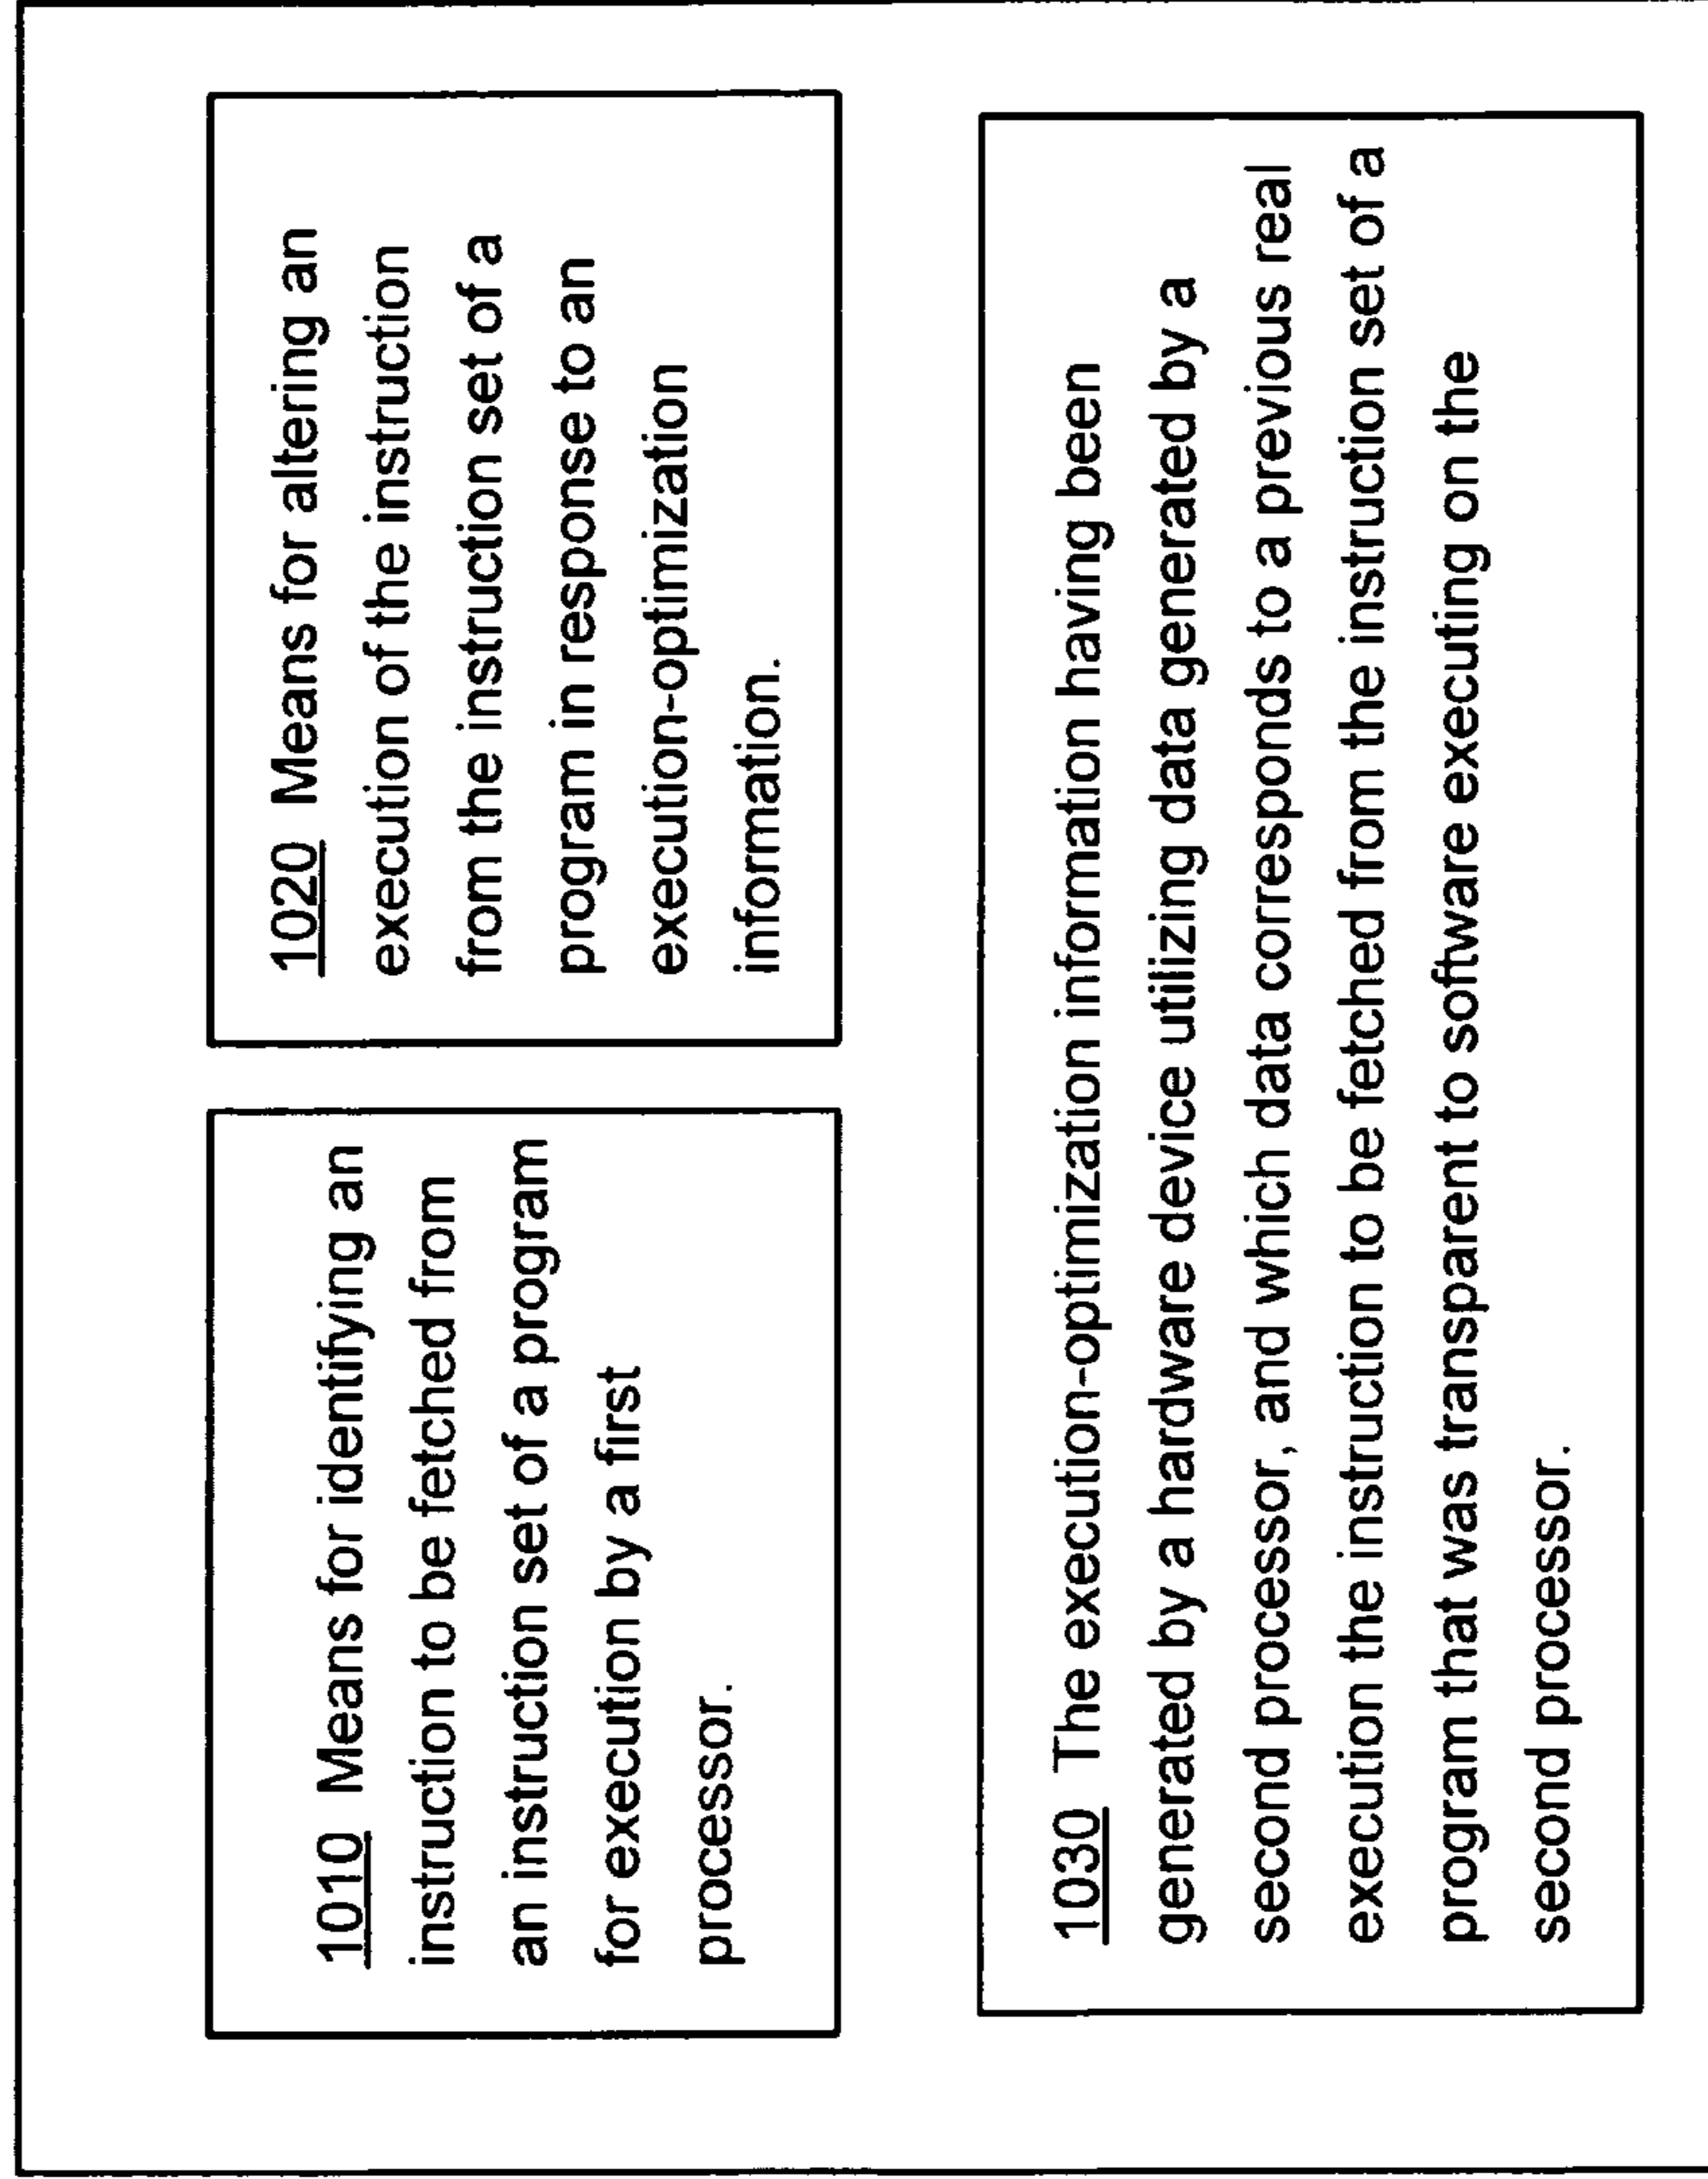 1010 Means for identifying an
instruction to be fetched from
an instruction set of a program
for execution by a first
processor.
1020 Means for altering an
execution of the instruction
from the instruction set of a
program in response to an
execution-optimization
information.
1030 The execution-optimization information having been
generated by a hardware device utilizing data generated by a
second processor, and which data corresponds to a previous real
execution the instruction to be fetched from the instruction set of a
program that was transparent to software executing on the
second processor.